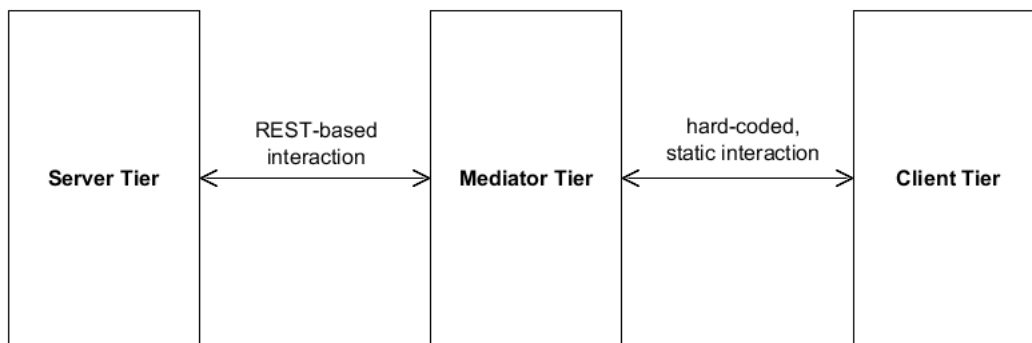 Server Tier
REST-based
interaction
Mediator Tier
hard-coded,
static interaction
Client Tier